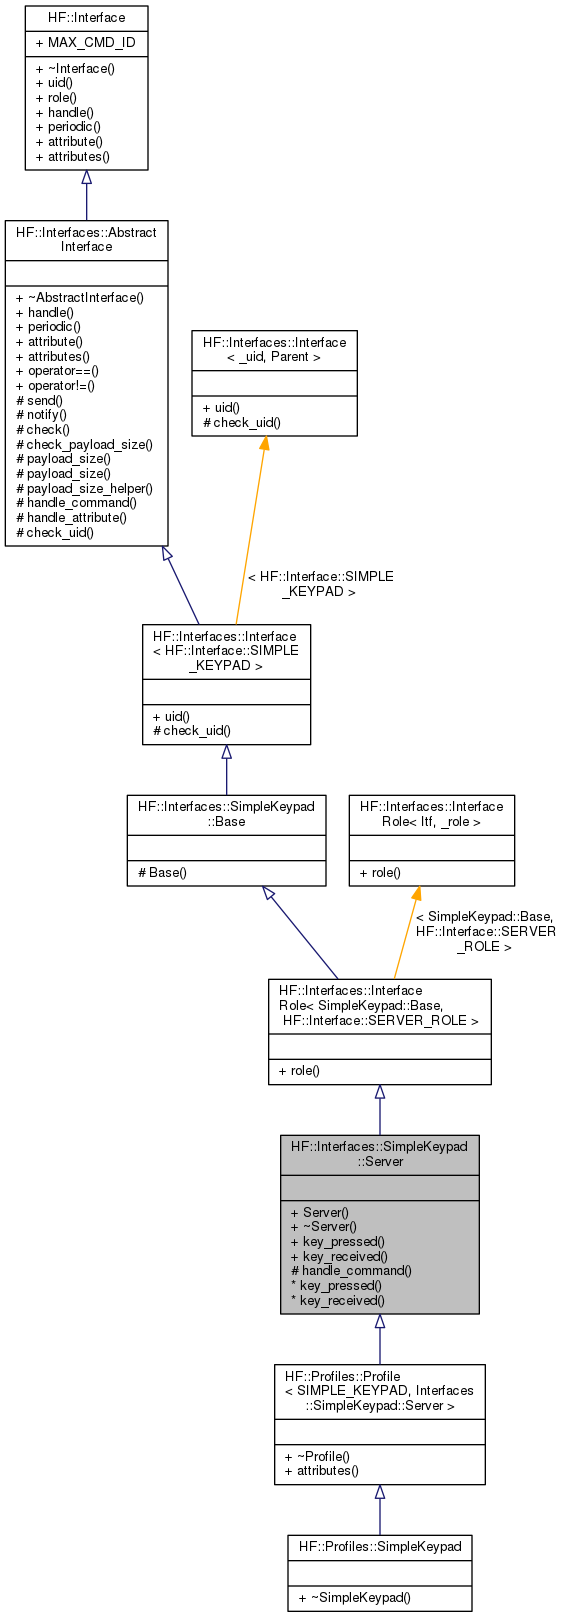 HF::Interface
+ MAX_CMD_ID
+ ~Interface()
+ uid()
+ role()
+ handle()
+ periodic()
+ attribute()
+ attributes()
HF::Interfaces::Abstract
Interface
+ ~AbstractInterface()
+ handle()
+ periodic()
+ attribute()
+ attributes()
+ operator==()
+ operator!=()
# send()
# notify()
# check()
# check_payload_size()
# payload_size()
# payload_size()
# payload_size_helper()
# handle_command()
# handle_attribute()
# check_uid()
HF::Interfaces::Interface
< _uid, Parent >
+ uid()
# check_uid()
< HF::Interface::SIMPLE
_KEYPAD >
HF::Interfaces::Interface
< HF::Interface::SIMPLE
_KEYPAD >
+ uid()
# check_uid()
HF::Interfaces::SimpleKeypad
::Base
# Base()
HF::Interfaces::Interface
Role< Itf, _role >
+ role()
< SimpleKeypad::Base,
HF::Interface::SERVER
_ROLE >
HF::Interfaces::Interface
Role< SimpleKeypad::Base,
HF::Interface::SERVER_ROLE >
+ role()
HF::Interfaces::SimpleKeypad
::Server
+ Server()
+ ~Server()
+ key_pressed()
+ key_received()
# handle_command()
* key_pressed()
* key_received()
HF::Profiles::Profile
< SIMPLE_KEYPAD, Interfaces
::SimpleKeypad::Server >
+ ~Profile()
+ attributes()
HF::Profiles::SimpleKeypad
+ ~SimpleKeypad()